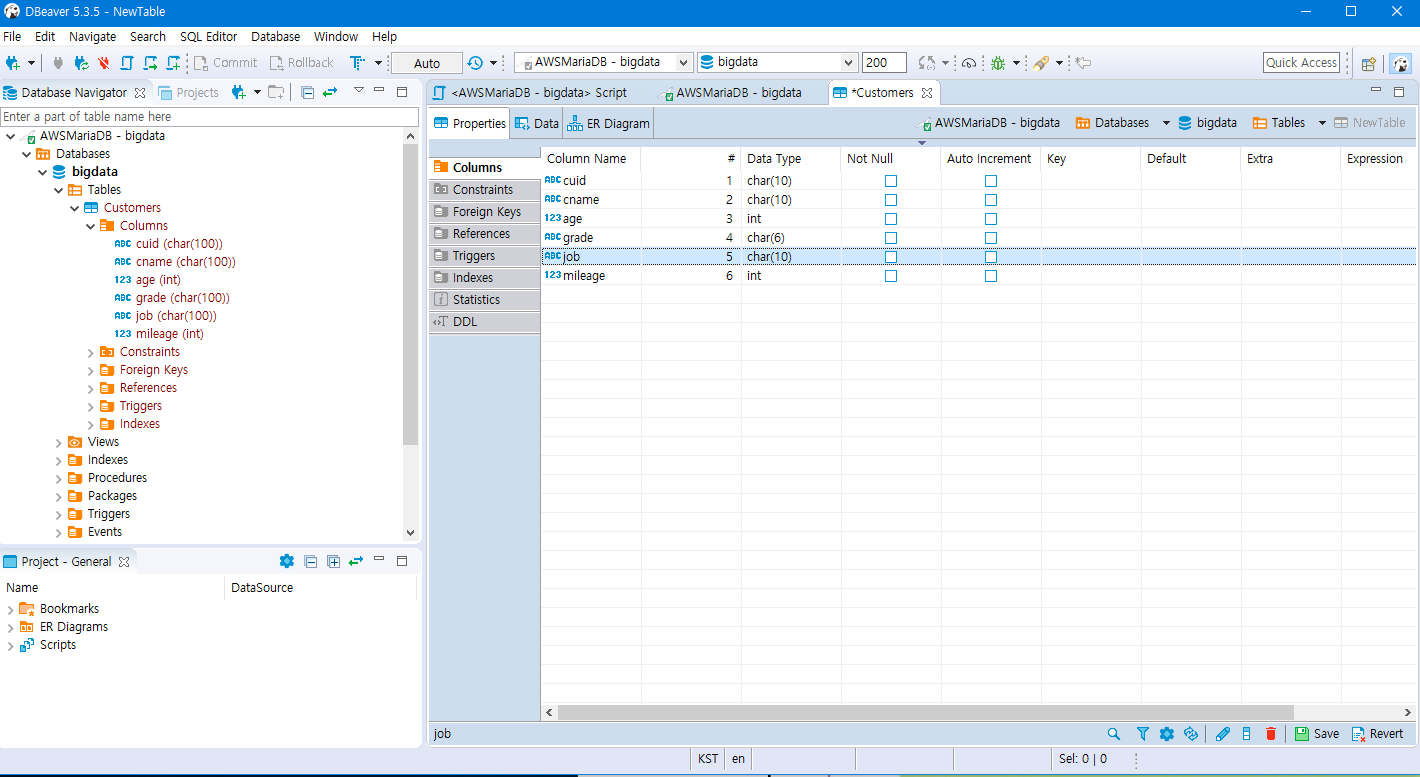 DBeaver 5.3.5 - NewTable
File Edit Navigate Search SQL Editor Database Window Help
Commit Rollback Auto AWSMariaDB - bigdata bigdata 200 Quick Access
Database Navigator Projects
Enter a part of table name here
AWSMariaDB - bigdata
Databases
bigdata
Tables
Customers
Columns
ABC cuid (char(100))
ABC cname (char(100))
123 age (int)
ABC grade (char(100))
ABC job (char(100))
123 mileage (int)
Constraints
Foreign Keys
References
Triggers
Indexes
Views
Indexes
Procedures
Packages
Triggers
Events
Project - General
Name DataSource
Bookmarks
ER Diagrams
Scripts
<AWSMariaDB - bigdata> Script AWSMariaDB - bigdata *Customers
Properties Data ER Diagram AWSMariaDB - bigdata Databases bigdata Tables NewTable
Columns
Constraints
Foreign Keys
References
Triggers
Indexes
Statistics
DDL
Column Name # Data Type Not Null Auto Increment Key Default Extra Expression
ABC cuid 1 char(10)
ABC cname 2 char(10)
123 age 3 int
ABC grade 4 char(6)
ABC job 5 char(10)
123 mileage 6 int
job Save Revert
KST en Sel: 0 | 0